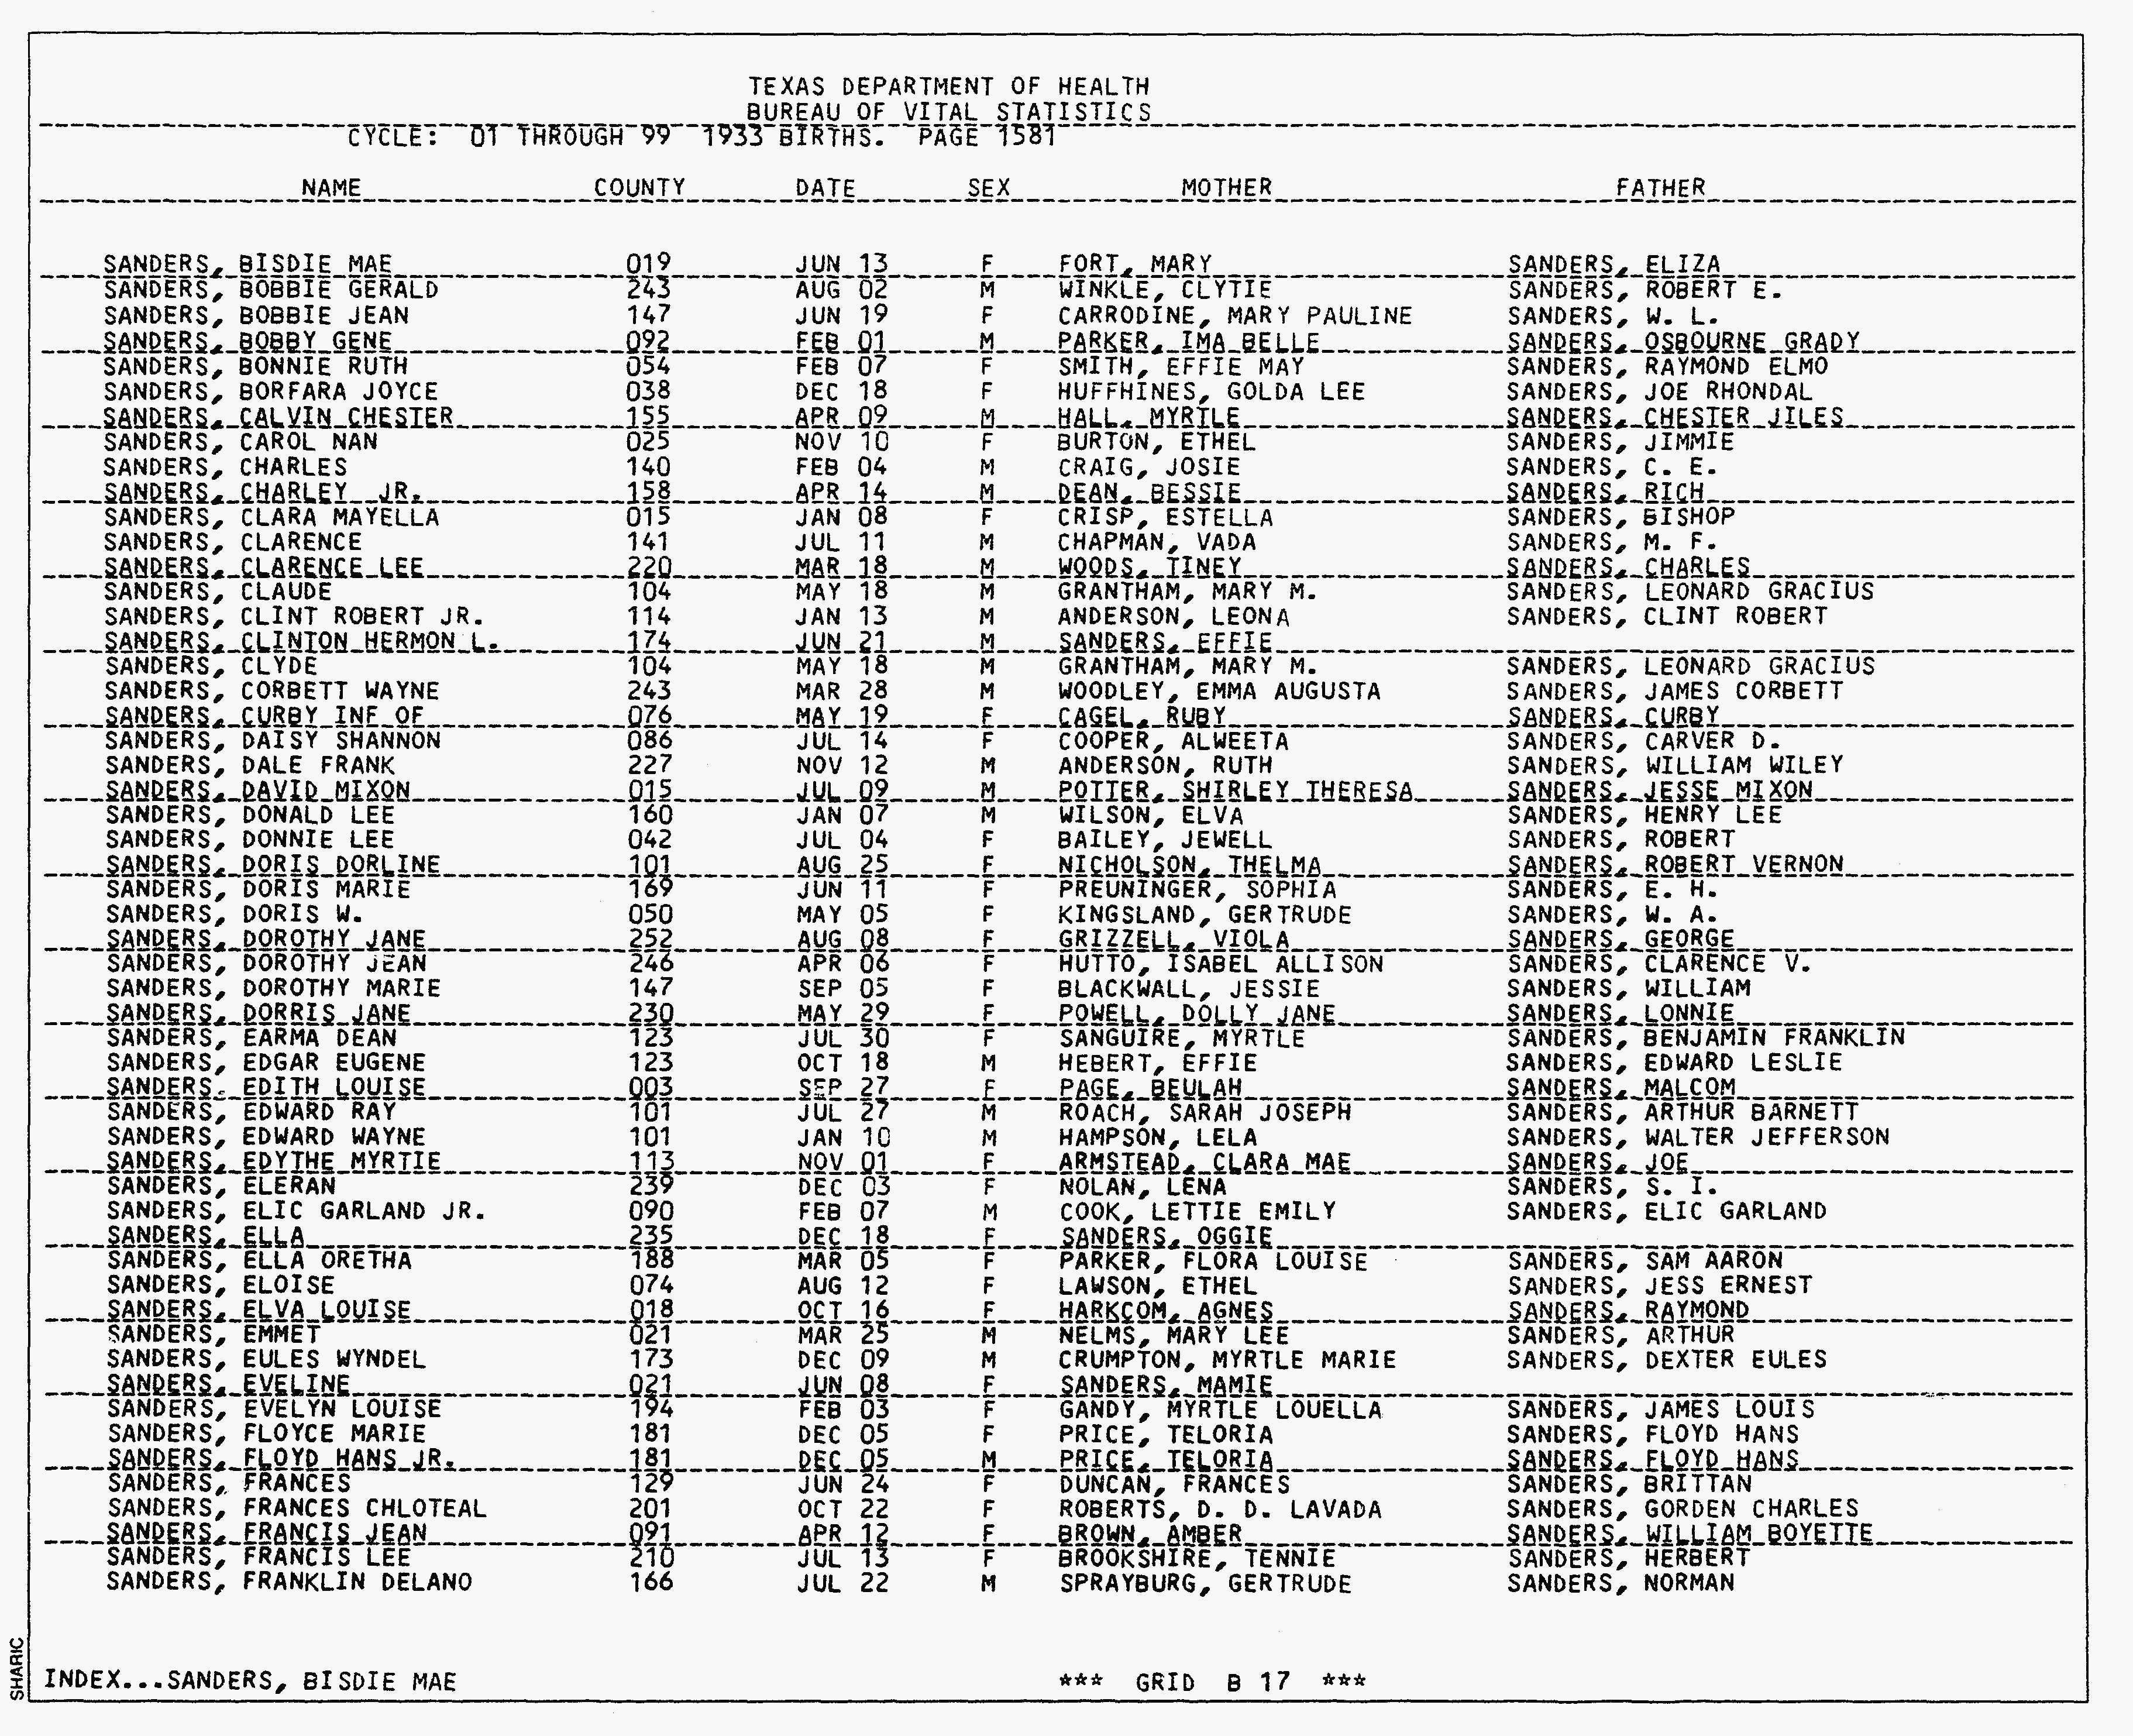 TEXAS DEPARTMENT OF HEALTH
BUREAU OF VITAL STATISTICS
CYCLE: 01 THROUGH 99 1933 BIRTHS. PAGE 1581
NAME COUNTY DATE SEX MOTHER FATHER
SANDERS, BISDIE MAE 019 JUN 13 F FORT, MARY SANDERS, ELIZA
SANDERS, BOBBIE GERALD 243 AUG 02 M WINKLE, CLYTIE SANDERS, ROBERT E.
SANDERS, BOBBIE JEAN 147 JUN 19 F CARRODINE, MARY PAULINE SANDERS, W. L.
SANDERS, BOBBY GENE 092 FEB 01 M PARKER, IMA BELLE SANDERS, OSBOURNE GRADY
SANDERS, BONNIE RUTH 054 FEB 07 F SMITH, EFFIE MAY SANDERS, RAYMOND ELMO
SANDERS, BORFARA JOYCE 038 DEC 18 F HUFFHINES, GOLDA LEE SANDERS, JOE RHONDAL
SANDERS, CALVIN CHESTER 155 APR 09 M HALL, MYRTLE SANDERS, CHESTER JILES
SANDERS, CAROL NAN 025 NOV 10 F BURTON, ETHEL SANDERS, JIMMIE
SANDERS, CHARLES 140 FEB 04 M CRAIG, JOSIE SANDERS, C. E.
SANDERS, CHARLEY JR. 158 APR 14 M DEAN, BESSIE SANDERS, RICH
SANDERS, CLARA MAYELLA 015 JAN 08 F CRISP, ESTELLA SANDERS, BISHOP
SANDERS, CLARENCE 141 JUL 11 M CHAPMAN, VADA SANDERS, M. F.
SANDERS, CLARENCE LEE 220 MAR 18 M WOODS, TINEY SANDERS, CHARLES
SANDERS, CLAUDE 104 MAY 18 M GRANTHAM, MARY M. SANDERS, LEONARD GRACIUS
SANDERS, CLINT ROBERT JR. 114 JAN 13 M ANDERSON, LEONA SANDERS, CLINT ROBERT
SANDERS, CLINTON HERMON L. 174 JUN 21 M SANDERS, EFFIE
SANDERS, CLYDE 104 MAY 18 M GRANTHAM, MARY M. SANDERS, LEONARD GRACIUS
SANDERS, CORBETT WAYNE 243 MAR 28 M WOODLEY, EMMA AUGUSTA SANDERS, JAMES CORBETT
SANDERS, CURBY INF OF 076 MAY 19 F CAGEL, RUBY SANDERS, CURBY
SANDERS, DAISY SHANNON 086 JUL 14 F COOPER, ALWEETA SANDERS, CARVER D.
SANDERS, DALE FRANK 227 NOV 12 M ANDERSON, RUTH SANDERS, WILLIAM WILEY
SANDERS, DAVID MIXON 015 JUL 09 M POTTER, SHIRLEY THERESA SANDERS, JESSE MIXON
SANDERS, DONALD LEE 160 JAN 07 M WILSON, ELVA SANDERS, HENRY LEE
SANDERS, DONNIE LEE 042 JUL 04 F BAILEY, JEWELL SANDERS, ROBERT
SANDERS, DORIS DORLINE 101 AUG 25 F NICHOLSON, THELMA SANDERS, ROBERT VERNON
SANDERS, DORIS MARIE 169 JUN 11 F PREUNINGER, SOPHIA SANDERS, E. H.
SANDERS, DORIS W. 050 MAY 05 F KINGSLAND, GERTRUDE SANDERS, W. A.
SANDERS, DOROTHY JANE 252 AUG 08 F GRIZZELL, VIOLA SANDERS, GEORGE
SANDERS, DOROTHY JEAN 246 APR 06 F HUTTO, ISABEL ALLISON SANDERS, CLARENCE V.
SANDERS, DOROTHY MARIE 147 SEP 05 F BLACKWALL, JESSIE SANDERS, WILLIAM
SANDERS, DORRIS JANE 230 MAY 29 F POWELL, DOLLY JANE SANDERS, LONNIE
SANDERS, EARMA DEAN 123 JUL 30 F SANGUIRE, MYRTLE SANDERS, BENJAMIN FRANKLIN
SANDERS, EDGAR EUGENE 123 OCT 18 M HEBERT, EFFIE SANDERS, EDWARD LESLIE
SANDERS, EDITH LOUISE 003 SEP 27 F PAGE, BEULAH SANDERS, MALCOM
SANDERS, EDWARD RAY 101 JUL 27 M ROACH, SARAH JOSEPH SANDERS, ARTHUR BARNETT
SANDERS, EDWARD WAYNE 101 JAN 10 M HAMPSON, LELA SANDERS, WALTER JEFFERSON
SANDERS, EDYTHE MYRTIE 113 NOV 01 F ARMSTEAD, CLARA MAE SANDERS, JOE
SANDERS, ELERAN 239 DEC 03 F NOLAN, LENA SANDERS, S. I.
SANDERS, ELIC GARLAND JR. 090 FEB 07 M COOK, LETTIE EMILY SANDERS, ELIC GARLAND
SANDERS, ELLA 235 DEC 18 F SANDERS, OGGIE
SANDERS, ELLA ORETHA 188 MAR 05 F PARKER, FLORA LOUISE SANDERS, SAM AARON
SANDERS, ELOISE 074 AUG 12 F LAWSON, ETHEL SANDERS, JESS ERNEST
SANDERS, ELVA LOUISE 018 OCT 16 F HARKCOM, AGNES SANDERS, RAYMOND
SANDERS, EMMET 021 MAR 25 M NELMS, MARY LEE SANDERS, ARTHUR
SANDERS, EULES WYNDEL 173 DEC 09 M CRUMPTON, MYRTLE MARIE SANDERS, DEXTER EULES
SANDERS, EVELINE 021 JUN 08 F SANDERS, MAMIE
SANDERS, EVELYN LOUISE 194 FEB 03 F GANDY, MYRTLE LOUELLA SANDERS, JAMES LOUIS
SANDERS, FLOYCE MARIE 181 DEC 05 F PRICE, TELORIA SANDERS, FLOYD HANS
SANDERS, FLOYD HANS JR. 181 DEC 05 M PRICE, TELORIA SANDERS, FLOYD HANS
SANDERS, FRANCES 129 JUN 24 F DUNCAN, FRANCES SANDERS, BRITTAN
SANDERS, FRANCES CHLOTEAL 201 OCT 22 F ROBERTS, D. D. LAVADA SANDERS, GORDEN CHARLES
SANDERS, FRANCIS JEAN 091 APR 12 F BROWN, AMBER SANDERS, WILLIAM BOYETTE
SANDERS, FRANCIS LEE 210 JUL 13 F BROOKSHIRE, TENNIE SANDERS, HERBERT
SANDERS, FRANKLIN DELANO 166 JUL 22 M SPRAYBURG, GERTRUDE SANDERS, NORMAN
INDEX...SANDERS, BISDIE MAE *** GRID B 17 ***
SHARIC